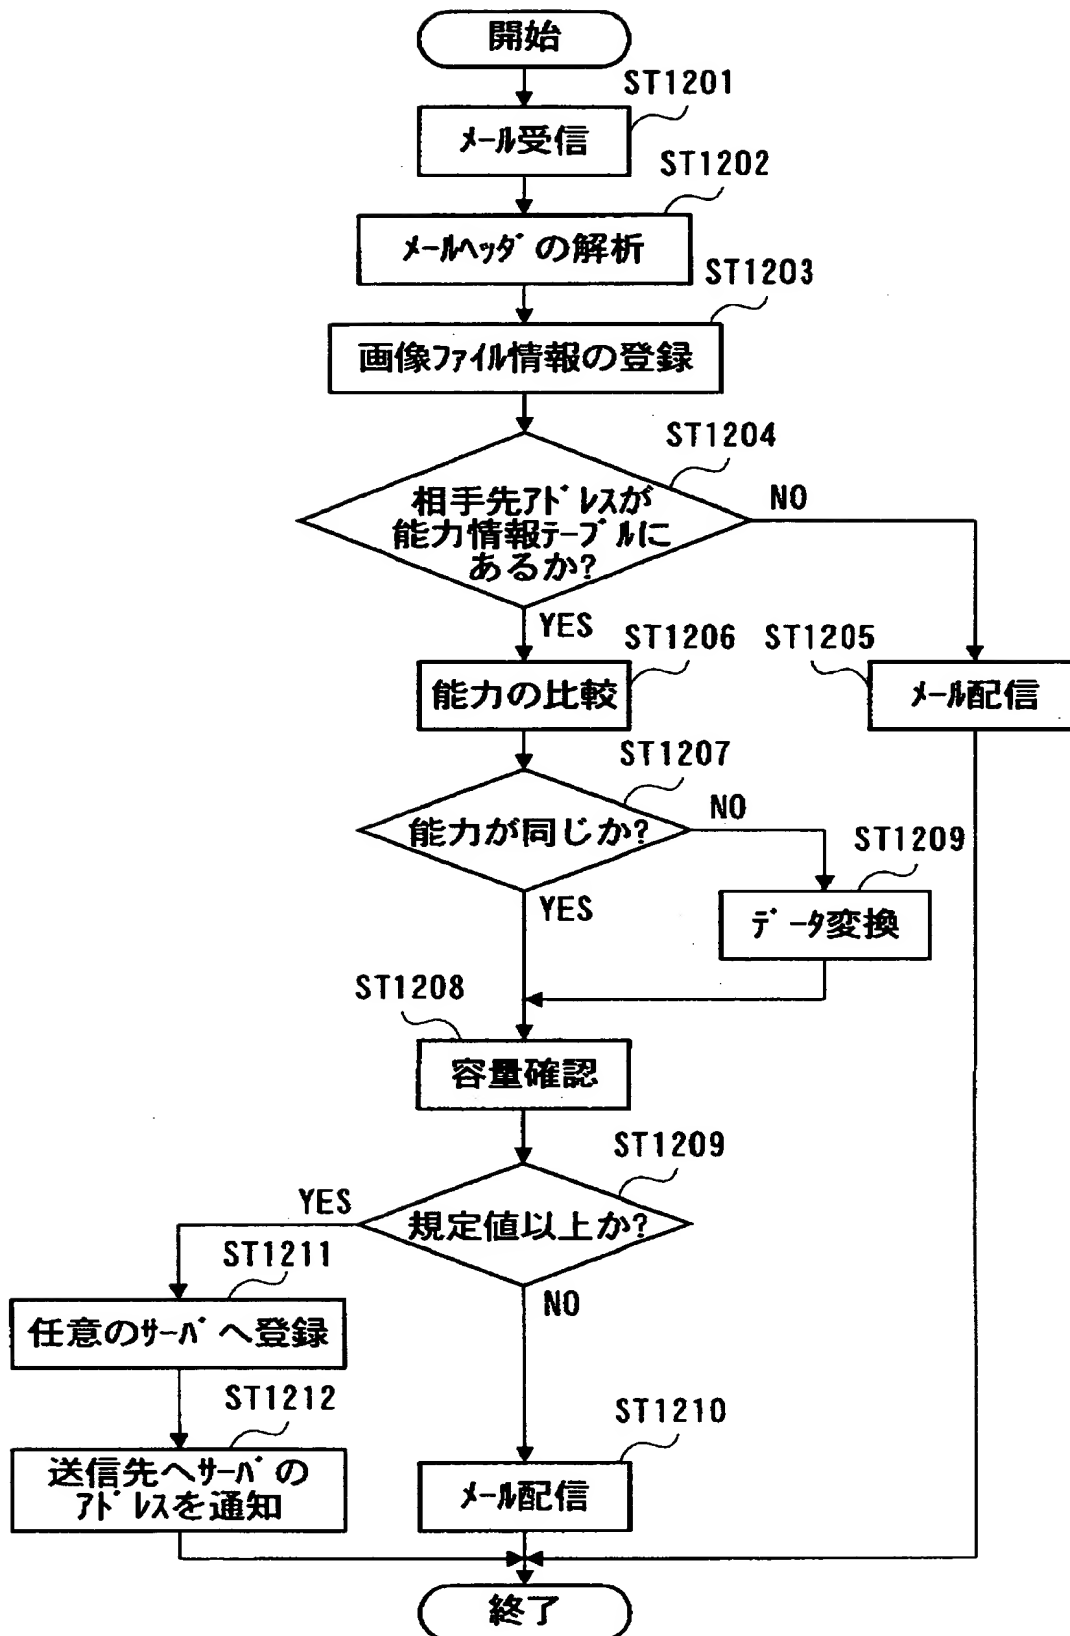 開始
ST1201
ﾒｰﾙ受信
ST1202
ﾒｰﾙﾍｯﾀﾞの解析
ST1203
画像ﾌｧｲﾙ情報の登録
ST1204
相手先ｱﾄﾞﾚｽが
能力情報ﾃｰﾌﾞﾙに
あるか?
NO
YES
ST1206
能力の比較
ST1205
ﾒｰﾙ配信
ST1207
能力が同じか?
NO
YES
ST1209
ﾃﾞｰﾀ変換
ST1208
容量確認
ST1209
規定値以上か?
YES
NO
ST1211
任意のｻｰﾊﾞへ登録
ST1212
送信先へｻｰﾊﾞの
ｱﾄﾞﾚｽを通知
ST1210
ﾒｰﾙ配信
終了